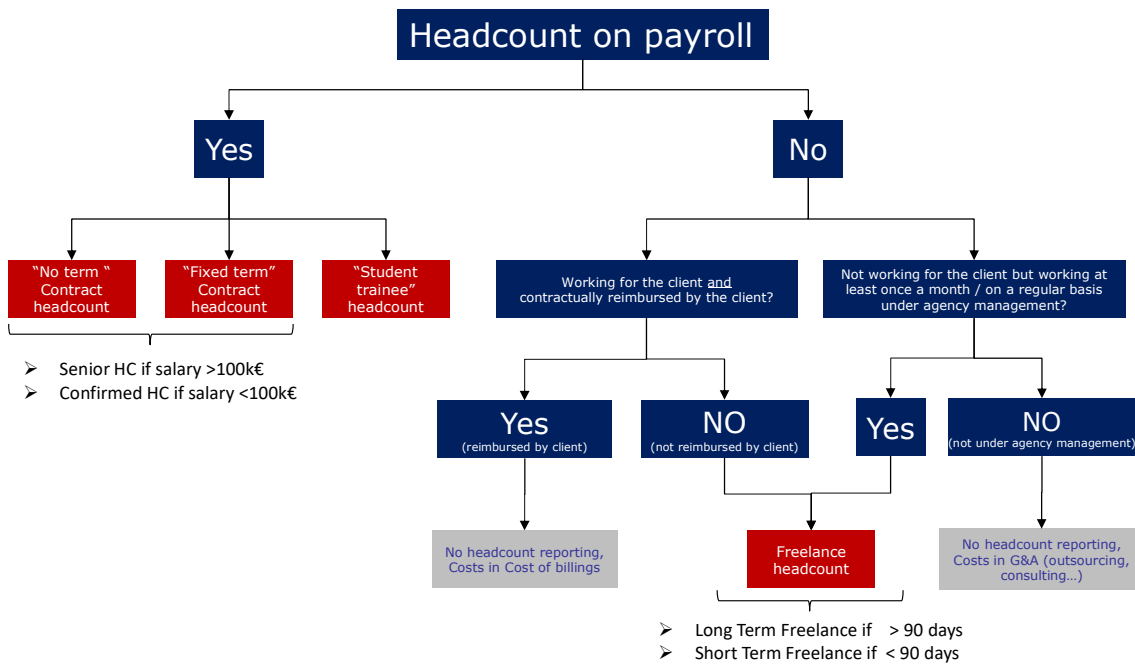 Headcount on payroll
Yes
No
“No term “
Contract
headcount
“Fixed term”
Contract
headcount
“Student
trainee”
headcount
Working for the client and
contractually reimbursed by the client?
Not working for the client but working at
least once a month / on a regular basis
under agency management?
➢ Senior HC if salary >100k€
➢ Confirmed HC if salary <100k€
Yes
(reimbursed by client)
NO
(not reimbursed by client)
Yes
NO
(not under agency management)
No headcount reporting,
Costs in Cost of billings
Freelance
headcount
No headcount reporting,
Costs in G&A (outsourcing,
consulting…)
➢ Long Term Freelance if > 90 days
➢ Short Term Freelance if < 90 days